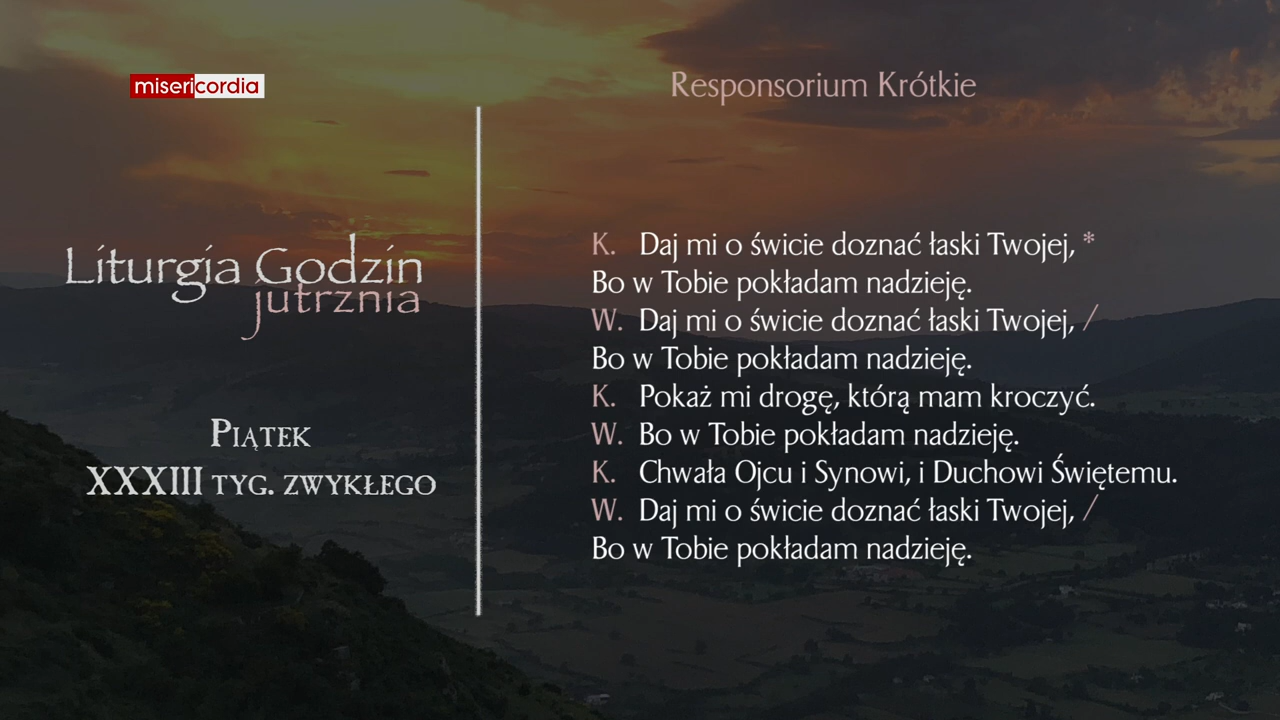 misericordia
Liturgia Godzin
jutrznia
Piątek
XXXIII tyg. zwykłego
Responsorium Krótkie
K. Daj mi o świcie doznać łaski Twojej, *
Bo w Tobie pokładam nadzieję.
W. Daj mi o świcie doznać łaski Twojej, /
Bo w Tobie pokładam nadzieję.
K. Pokaż mi drogę, którą mam kroczyć.
W. Bo w Tobie pokładam nadzieję.
K. Chwała Ojcu i Synowi, i Duchowi Świętemu.
W. Daj mi o świcie doznać łaski Twojej, /
Bo w Tobie pokładam nadzieję.